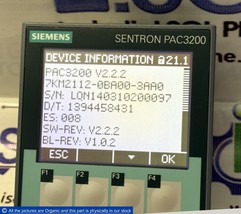 SIEMENS SENTRON PAC3200
DEVICE INFORMATION 21.1
PAC3200 V2.2.2
7KM2112-0BA00-3AA0
S/N: LQN140310200097
D/T: 1394458431
ES: 008
SW-REV: V2.2.2
BL-REV: V1.0.2
ESC ▼ OK
F1 F2 F3 F4
All the pictures are Organic and this part is physically in our stock